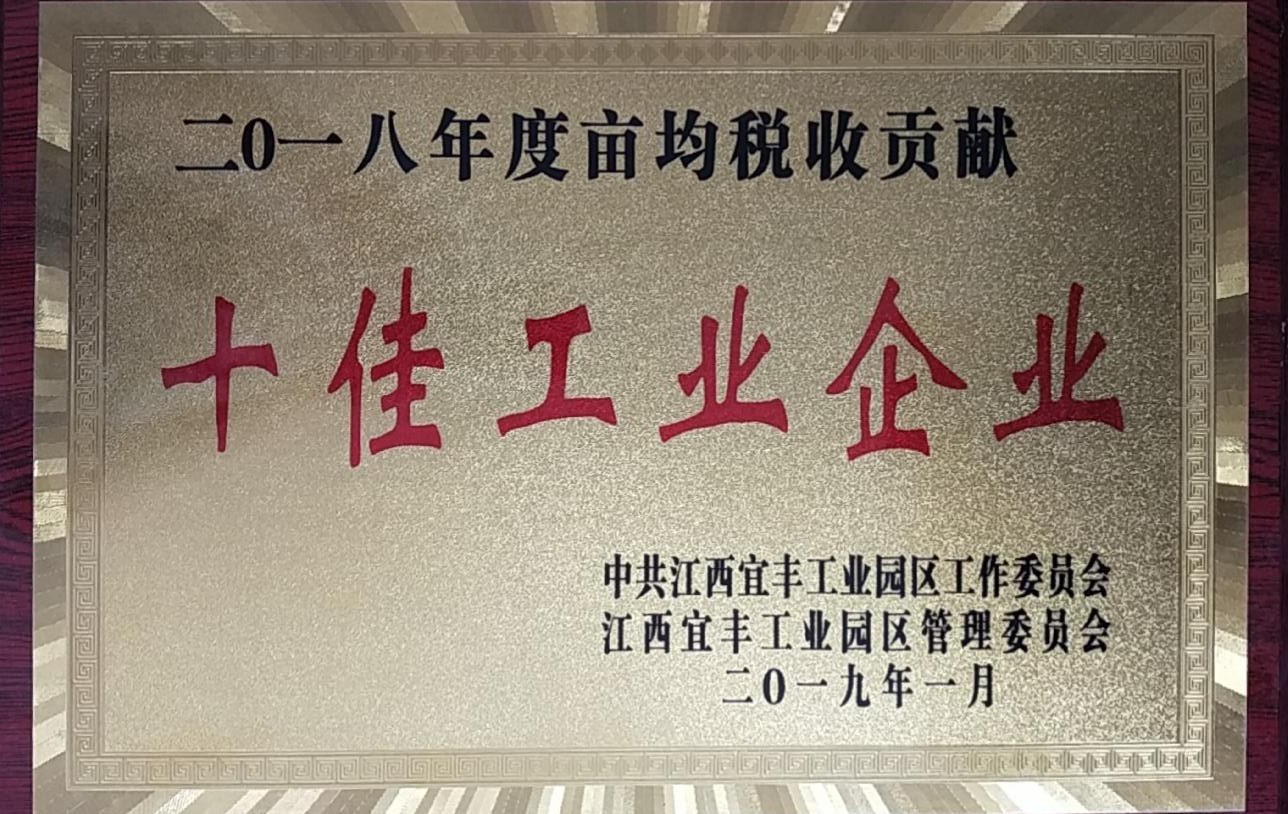 二0一八年度亩均税收贡献
十佳工业企业
中共江西宜丰工业园区工作委员会
江西宜丰工业园区管理委员会
二0一九年一月